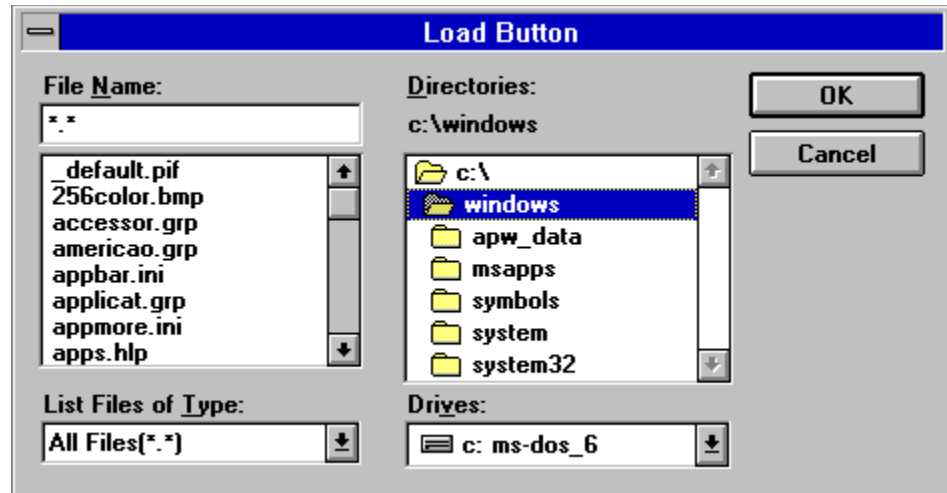 Load Button
File Name:
*.*
_default.pif
256color.bmp
accessor.grp
americao.grp
appbar.ini
applicat.grp
appmore.ini
apps.hlp
List Files of Type:
All Files(*.*)
Directories:
c:\windows
c:\
windows
apw_data
msapps
symbols
system
system32
Drives:
c: ms-dos_6
OK
Cancel